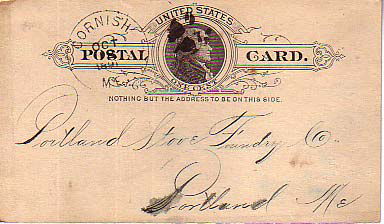 CORNISH
OCT
ME.
UNITED STATES
POSTAL CARD.
ONE CENT
NOTHING BUT THE ADDRESS TO BE ON THIS SIDE.
Portland Stove Foundry Co.
Portland Me